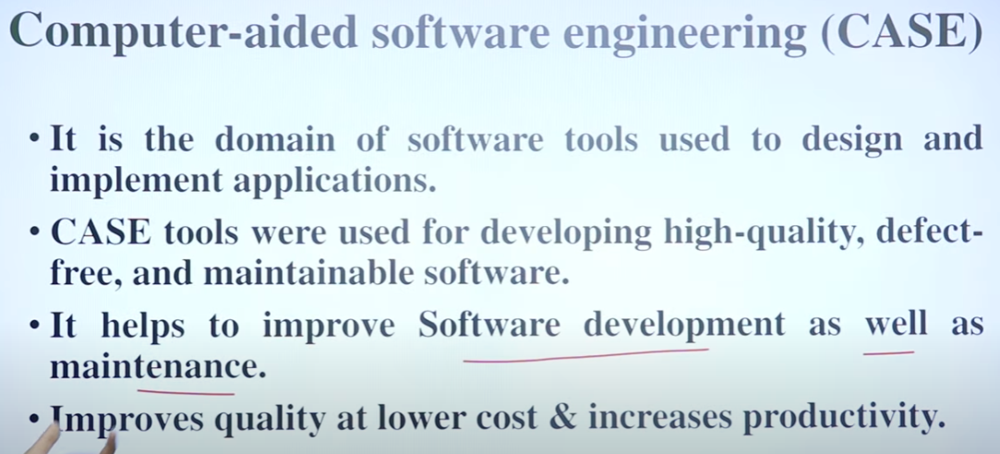 Computer-aided software engineering (CASE)
• It is the domain of software tools used to design and
implement applications.
• CASE tools were used for developing high-quality, defect-
free, and maintainable software.
• It helps to improve Software development as well as
maintenance.
• Improves quality at lower cost & increases productivity.